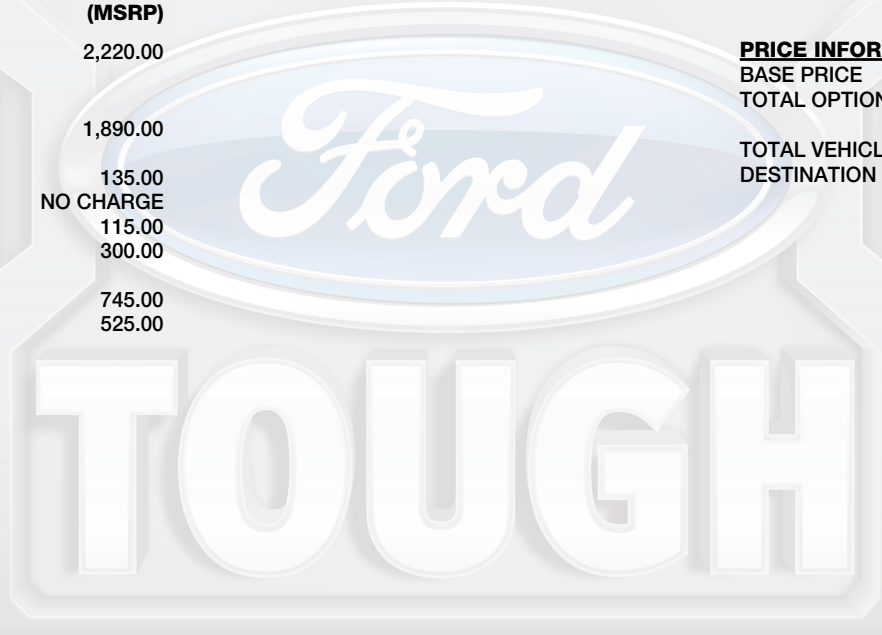 (MSRP)
2,220.00
1,890.00
135.00
NO CHARGE
115.00
300.00
745.00
525.00
PRICE INFOR
BASE PRICE
TOTAL OPTION
TOTAL VEHICL
DESTINATION
Ford
TOUGH